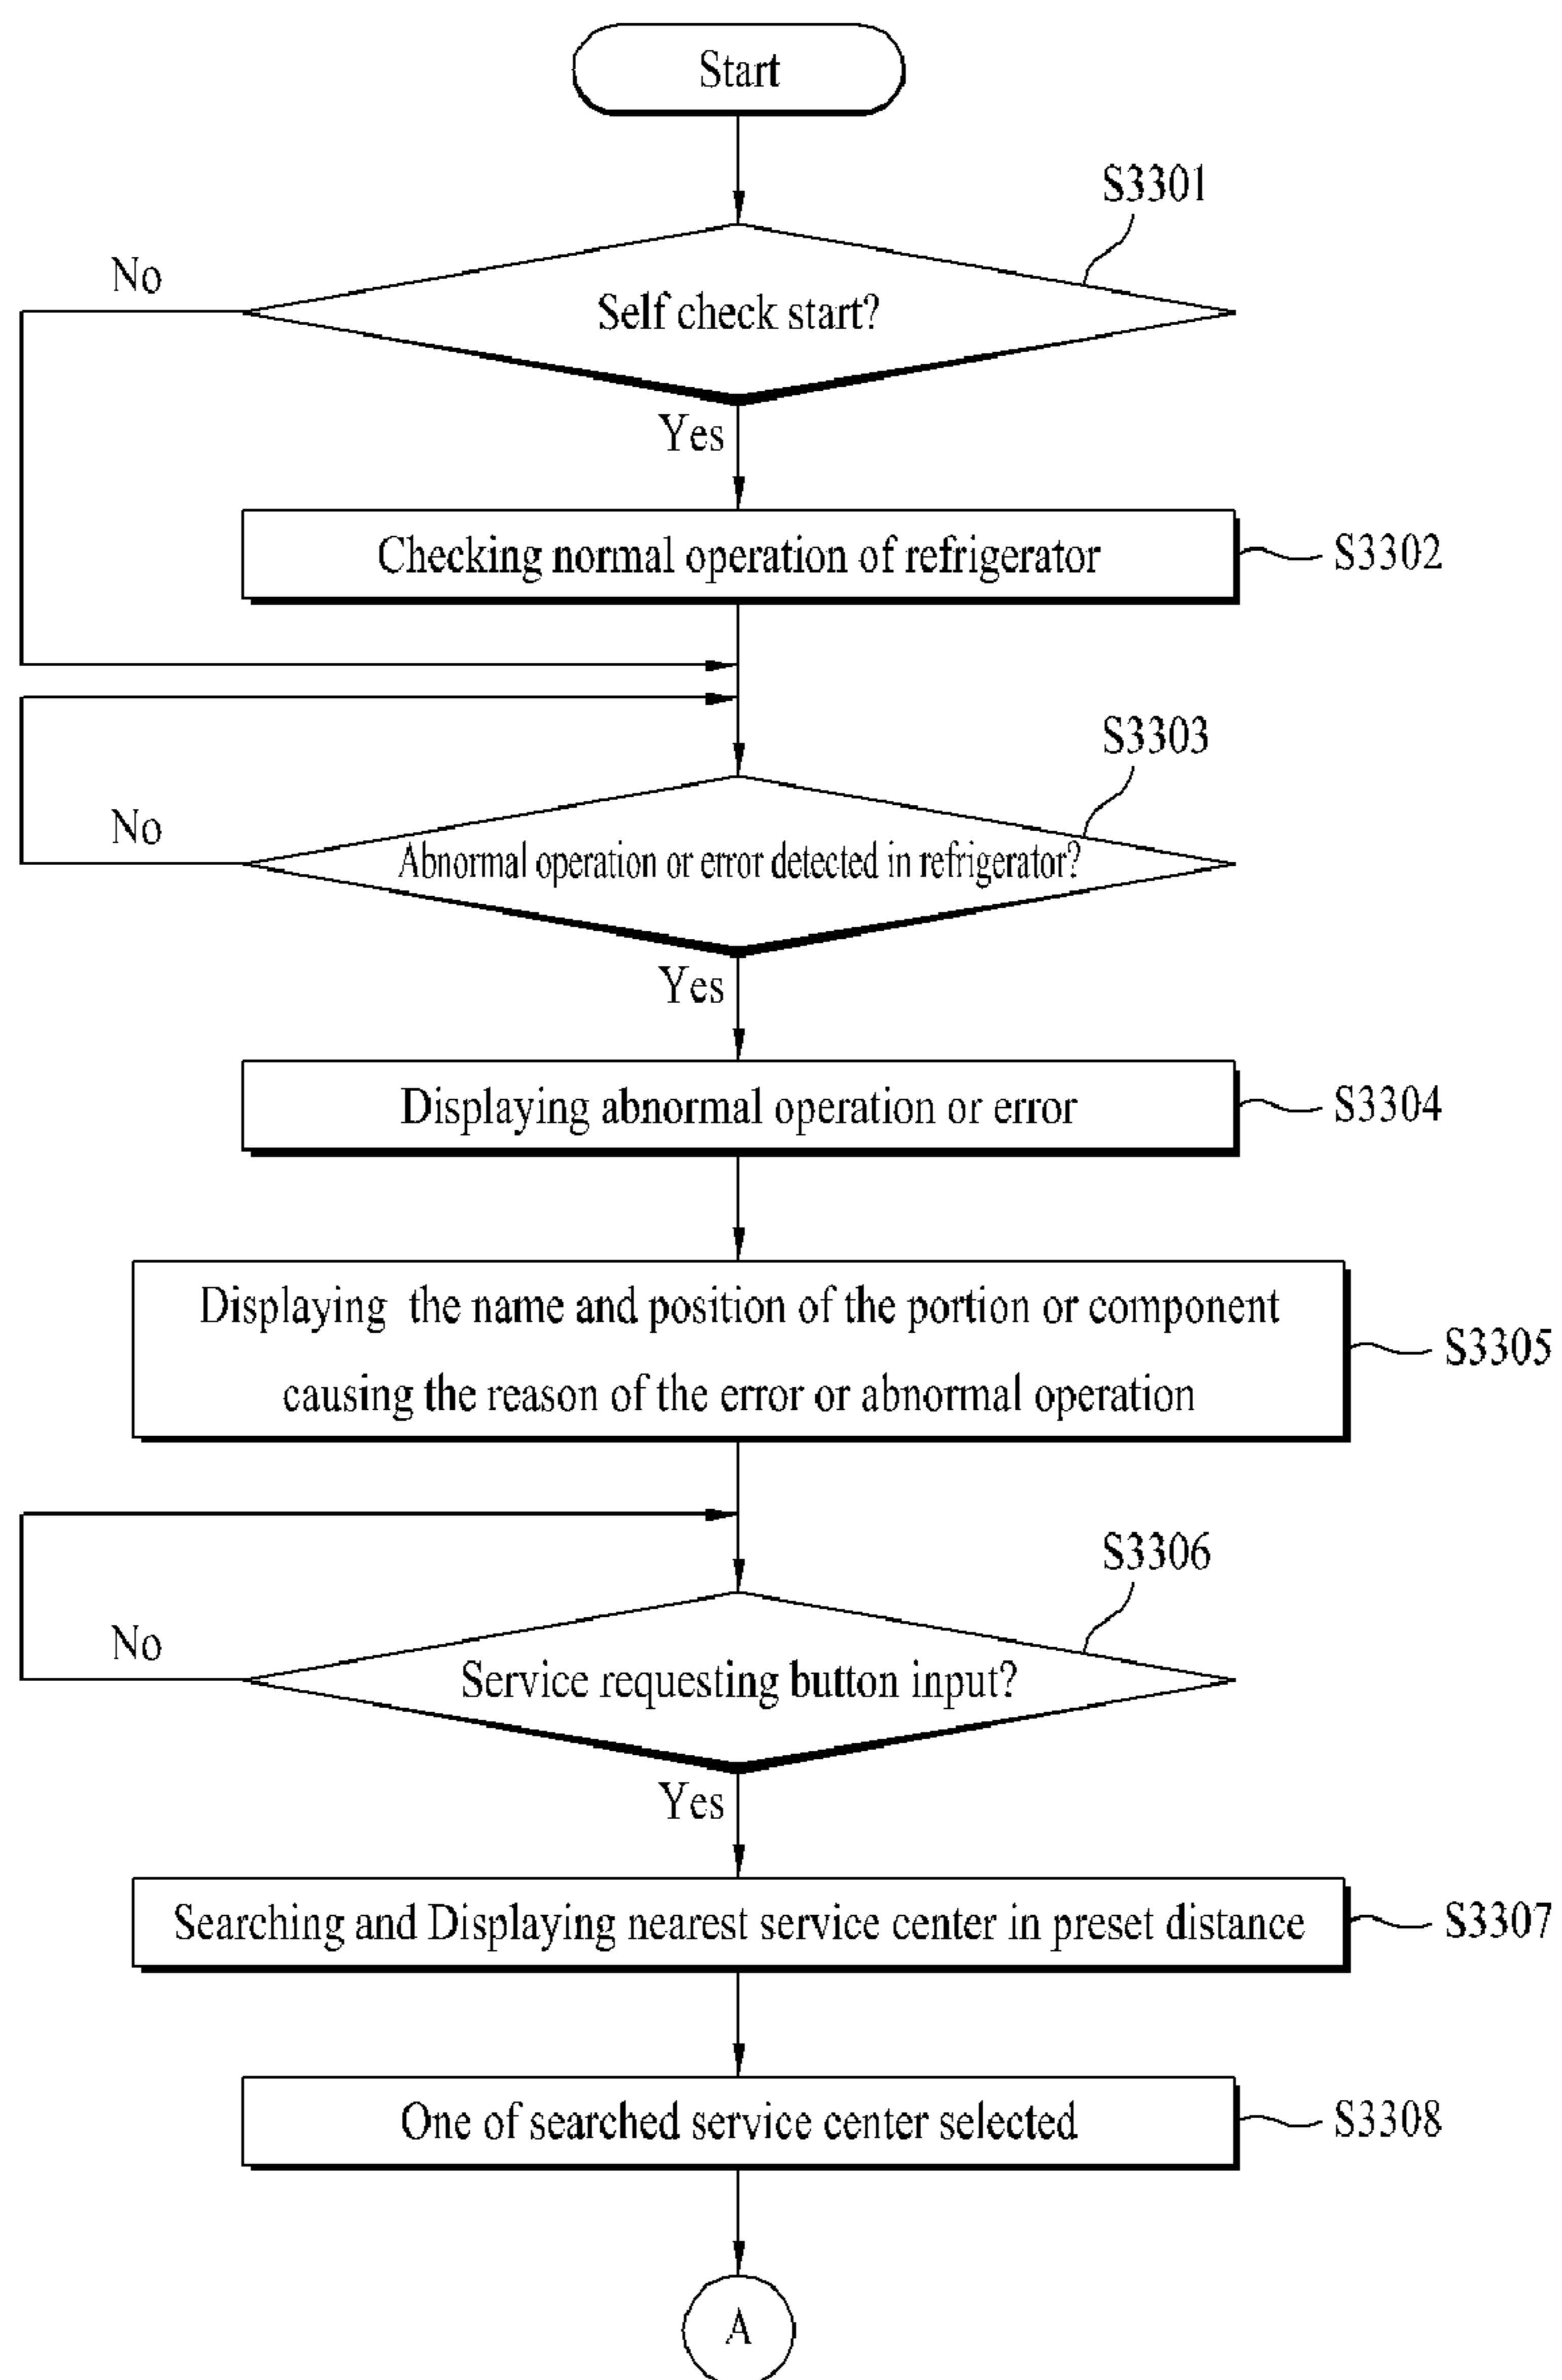 Start
S3301
No
Self check start?
Yes
Checking normal operation of refrigerator
S3302
S3303
No
Abnormal operation or error detected in refrigerator?
Yes
Displaying abnormal operation or error
S3304
Displaying the name and position of the portion or component
causing the reason of the error or abnormal operation
S3305
S3306
No
Service requesting button input?
Yes
Searching and Displaying nearest service center in preset distance
S3307
One of searched service center selected
S3308
A